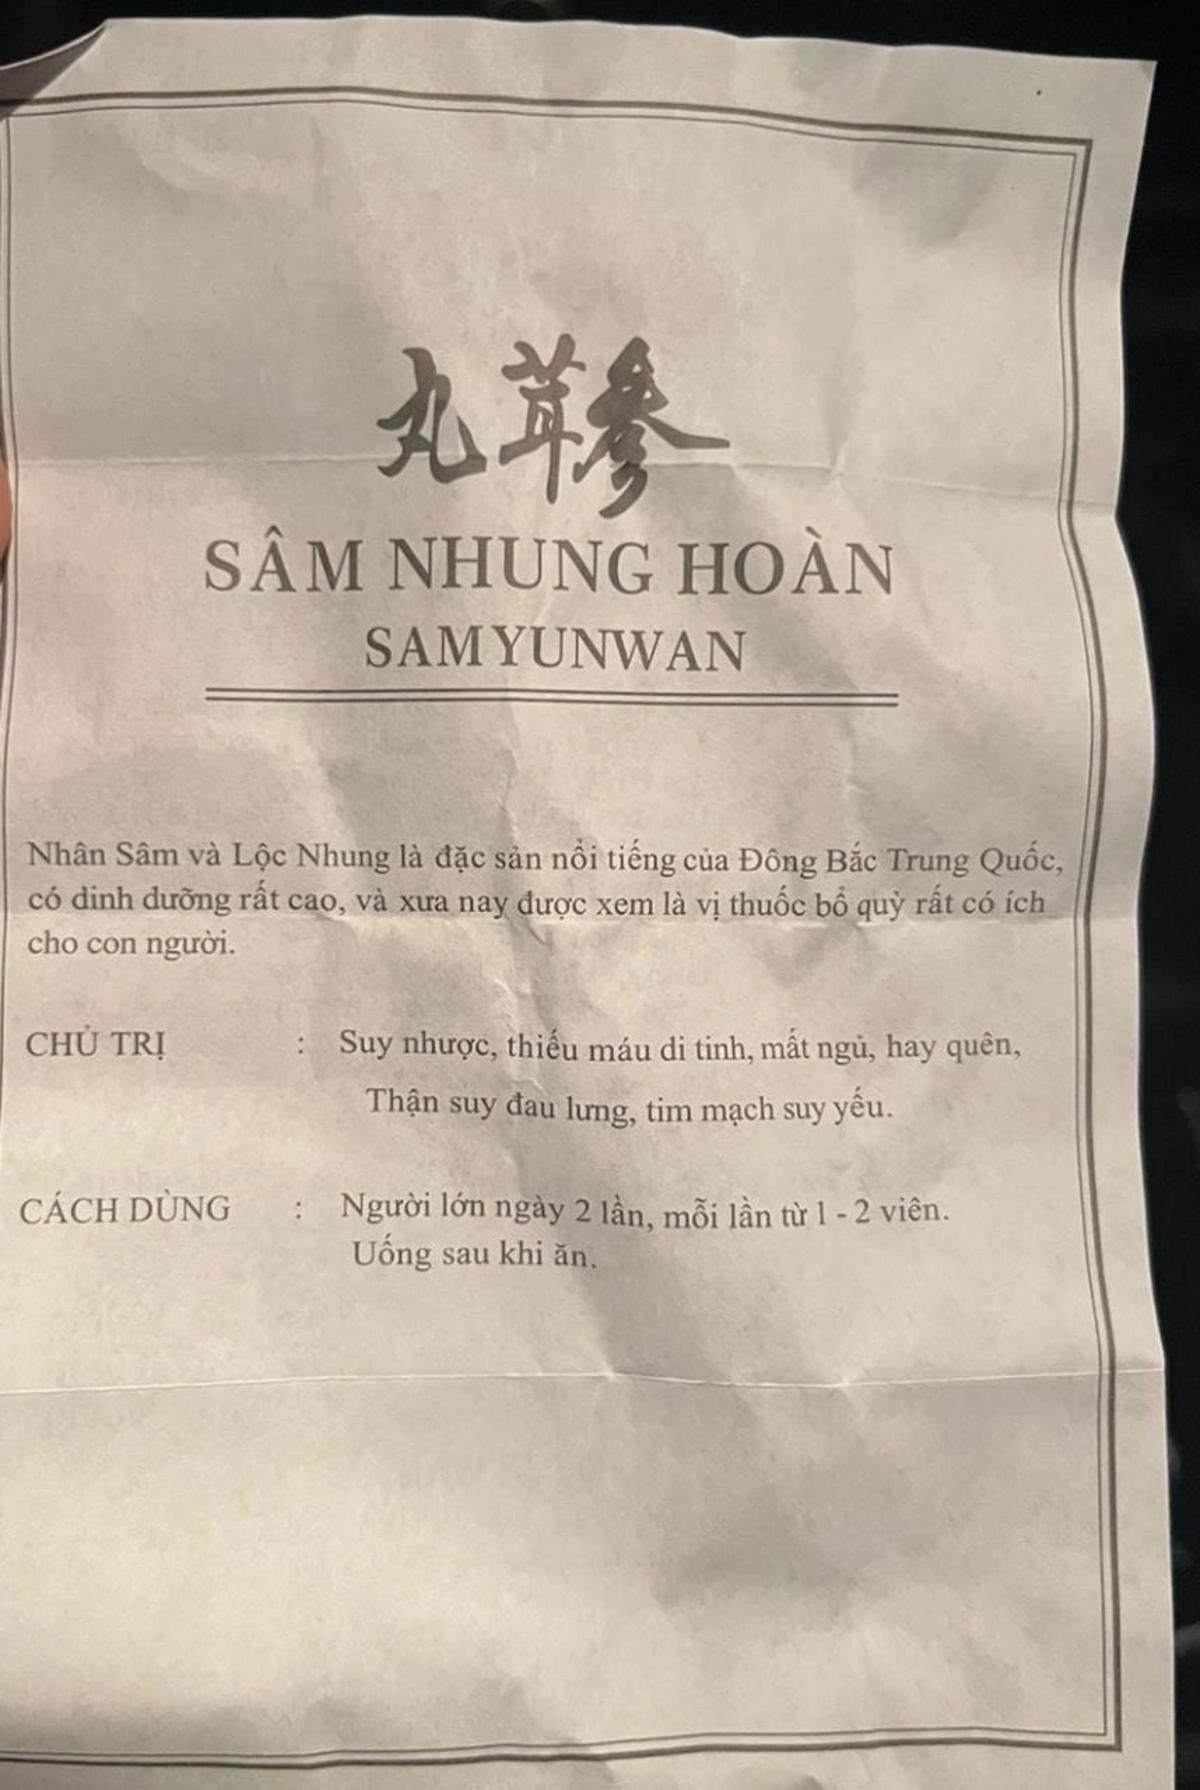 丸茸參
SÂM NHUNG HOÀN
SAMYUNWAN
Nhân Sâm và Lộc Nhung là đặc sản nổi tiếng của Đông Bắc Trung Quốc,
có dinh dưỡng rất cao, và xưa nay được xem là vị thuốc bổ quỳ rất có ích
cho con người.
CHỦ TRỊ : Suy nhược, thiếu máu di tinh, mất ngủ, hay quên,
Thận suy đau lưng, tim mạch suy yếu.
CÁCH DÙNG : Người lớn ngày 2 lần, mỗi lần từ 1 - 2 viên.
Uống sau khi ăn.